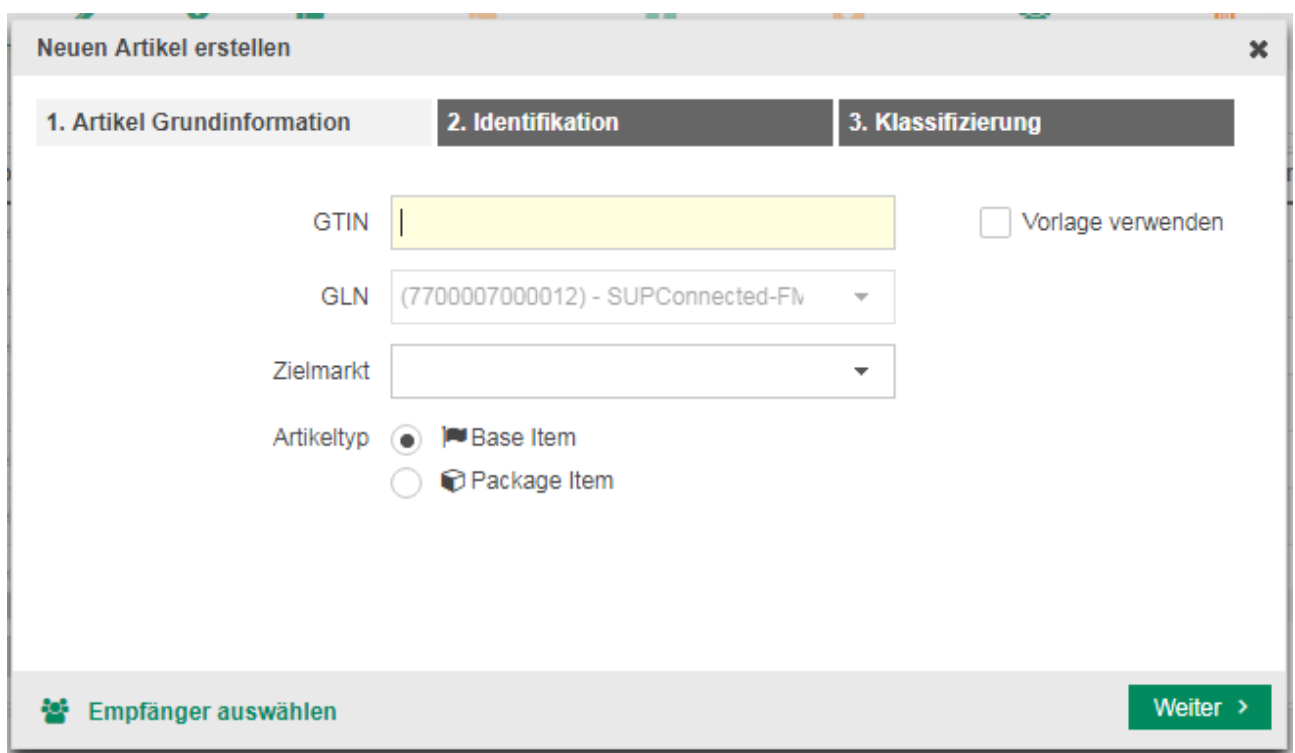 Neuen Artikel erstellen
1. Artikel Grundinformation 2. Identifikation 3. Klassifizierung
GTIN Vorlage verwenden
GLN (7700007000012) - SUPConnected-FM
Zielmarkt
Artikeltyp Base Item
Package Item
Empfänger auswählen Weiter